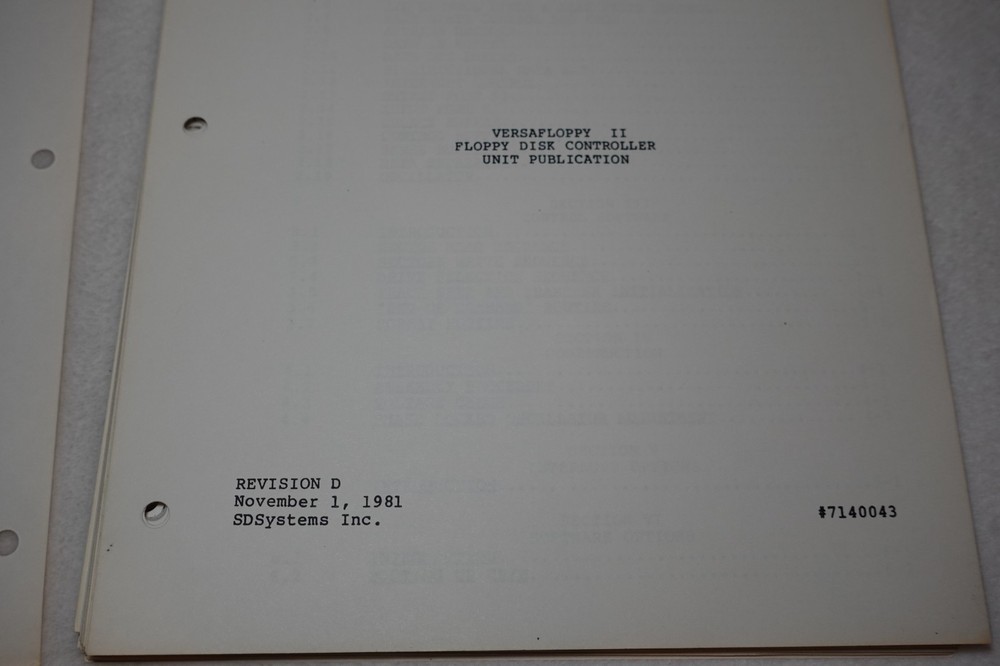 VERSAFLOPPY II
FLOPPY DISK CONTROLLER
UNIT PUBLICATION
REVISION D
November 1, 1981
SDSystems Inc.
#7140043